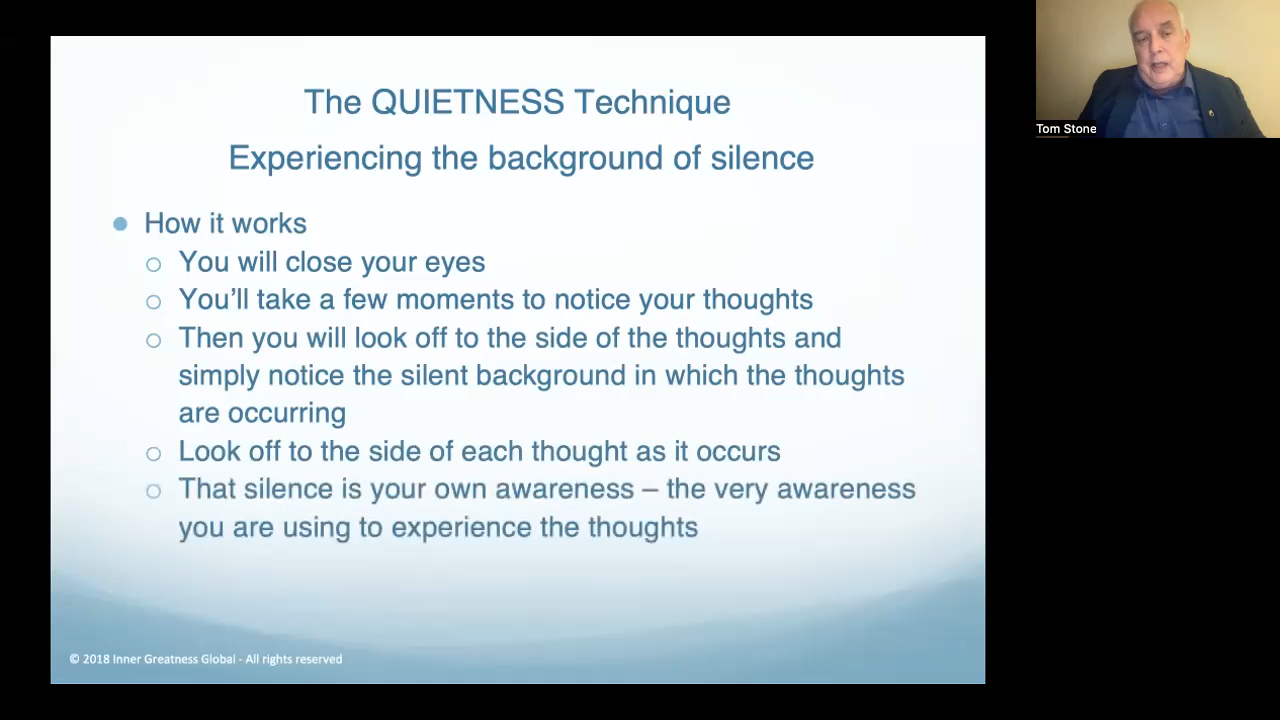 The QUIETNESS Technique
Experiencing the background of silence
How it works
You will close your eyes
You'll take a few moments to notice your thoughts
Then you will look off to the side of the thoughts and
simply notice the silent background in which the thoughts
are occurring
Look off to the side of each thought as it occurs
That silence is your own awareness – the very awareness
you are using to experience the thoughts
© 2018 Inner Greatness Global - All rights reserved
Tom Stone